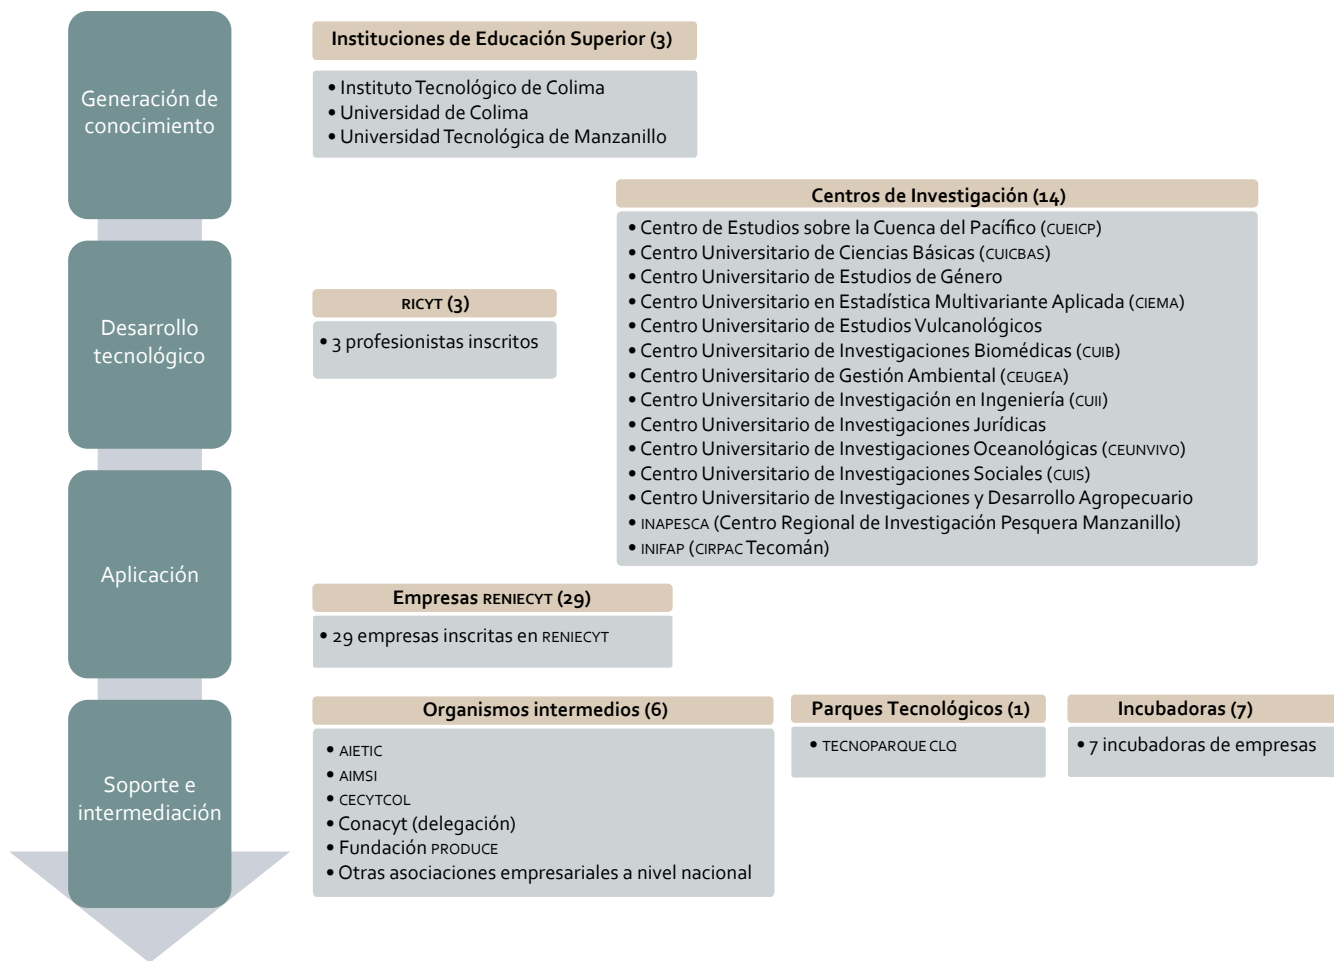 Generación de
conocimiento
Instituciones de Educación Superior (3)
• Instituto Tecnológico de Colima
• Universidad de Colima
• Universidad Tecnológica de Manzanillo
Desarrollo
tecnológico
RICYT (3)
• 3 profesionistas inscritos
Centros de Investigación (14)
• Centro de Estudios sobre la Cuenca del Pacífico (CUEICP)
• Centro Universitario de Ciencias Básicas (CUICBAS)
• Centro Universitario de Estudios de Género
• Centro Universitario en Estadística Multivariante Aplicada (CIEMA)
• Centro Universitario de Estudios Vulcanológicos
• Centro Universitario de Investigaciones Biomédicas (CUIB)
• Centro Universitario de Gestión Ambiental (CEUGEA)
• Centro Universitario de Investigación en Ingeniería (CUII)
• Centro Universitario de Investigaciones Jurídicas
• Centro Universitario de Investigaciones Oceanológicas (CEUNVIVO)
• Centro Universitario de Investigaciones Sociales (CUIS)
• Centro Universitario de Investigaciones y Desarrollo Agropecuario
• INAPESCA (Centro Regional de Investigación Pesquera Manzanillo)
• INIFAP (CIRPAC Tecomán)
Aplicación
Empresas RENIECYT (29)
• 29 empresas inscritas en RENIECYT
Soporte e
intermediación
Organismos intermedios (6)
• AIETIC
• AIMSI
• CECYTCOL
• Conacyt (delegación)
• Fundación PRODUCE
• Otras asociaciones empresariales a nivel nacional
Parques Tecnológicos (1)
• TECNOPARQUE CLQ
Incubadoras (7)
• 7 incubadoras de empresas